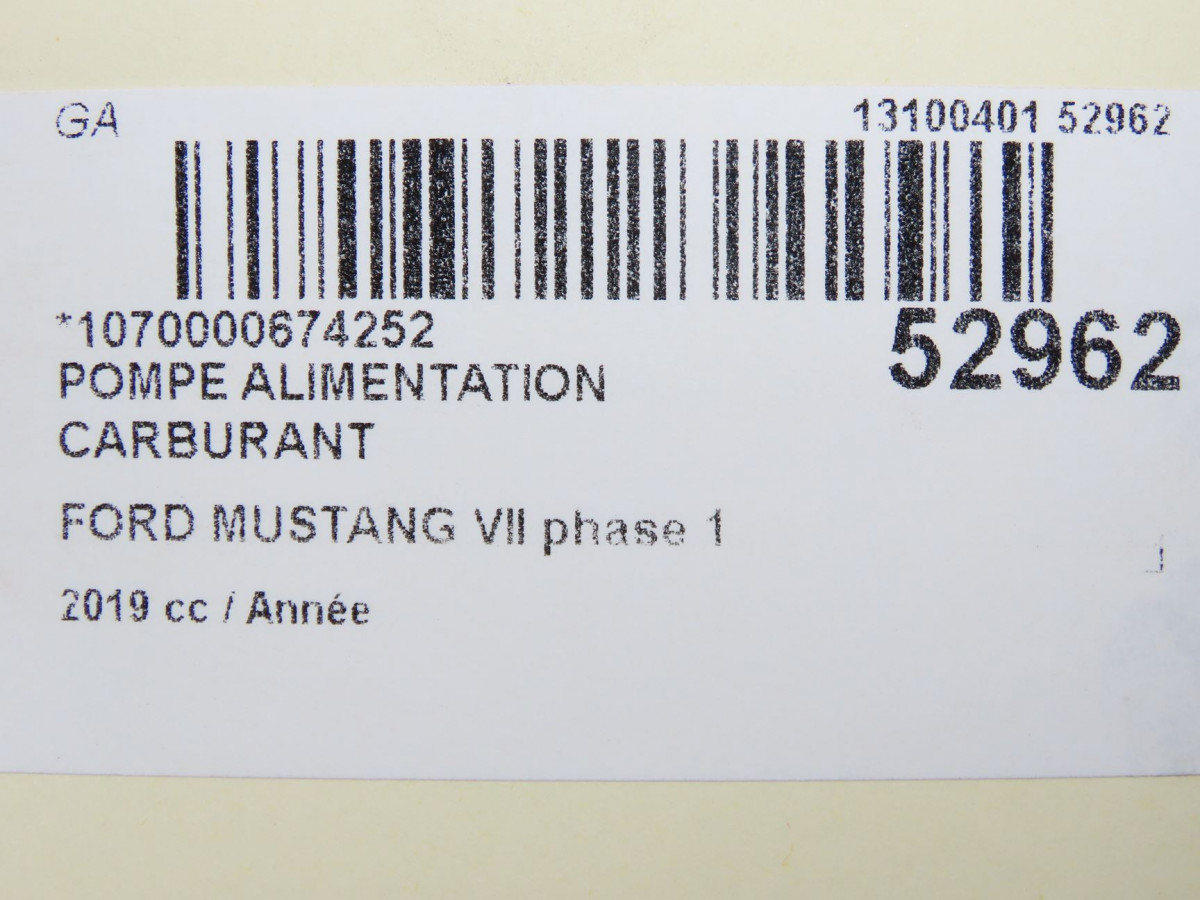 GA
13100401 52962
*1070000674252
52962
POMPE ALIMENTATION
CARBURANT
FORD MUSTANG VII phase 1
2019 cc / Année